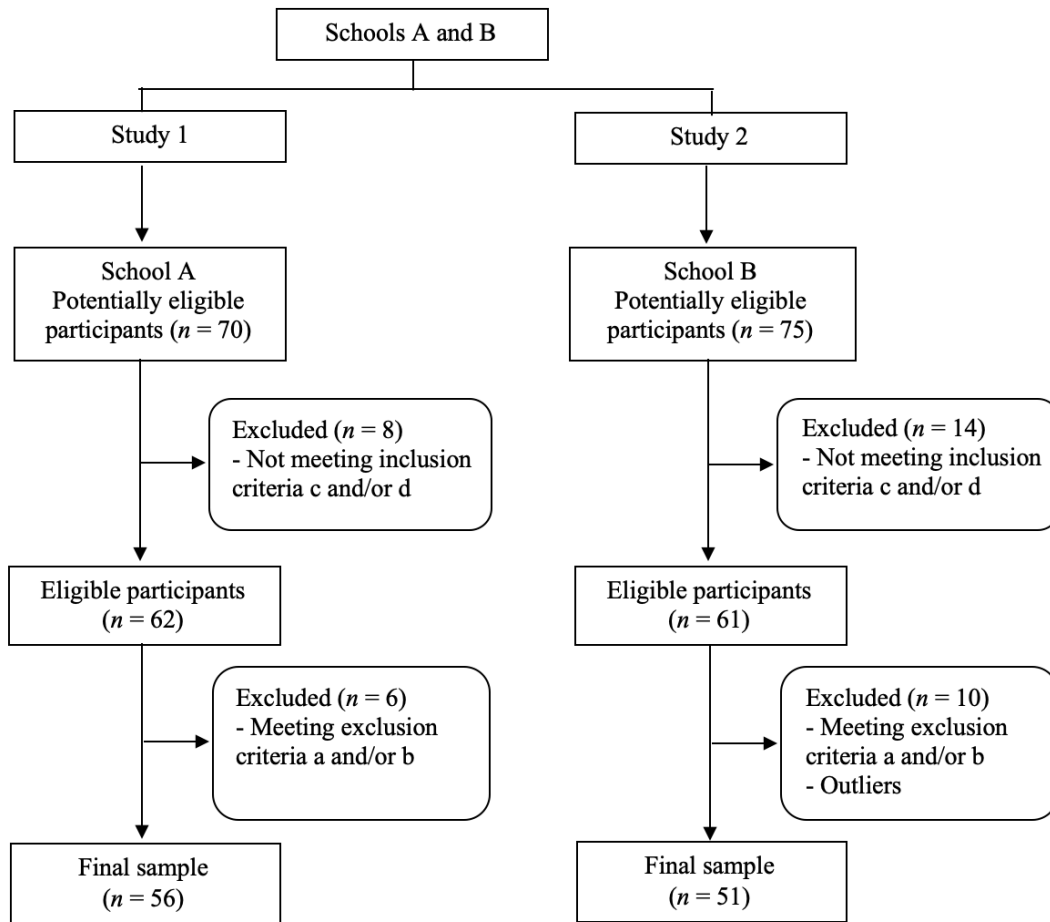 Schools A and B
Study 1
Study 2
School A
Potentially eligible
participants (n = 70)
School B
Potentially eligible
participants (n = 75)
Excluded (n = 8)
- Not meeting inclusion
criteria c and/or d
Excluded (n = 14)
- Not meeting inclusion
criteria c and/or d
Eligible participants
(n = 62)
Eligible participants
(n = 61)
Excluded (n = 6)
- Meeting exclusion
criteria a and/or b
Excluded (n = 10)
- Meeting exclusion
criteria a and/or b
- Outliers
Final sample
(n = 56)
Final sample
(n = 51)